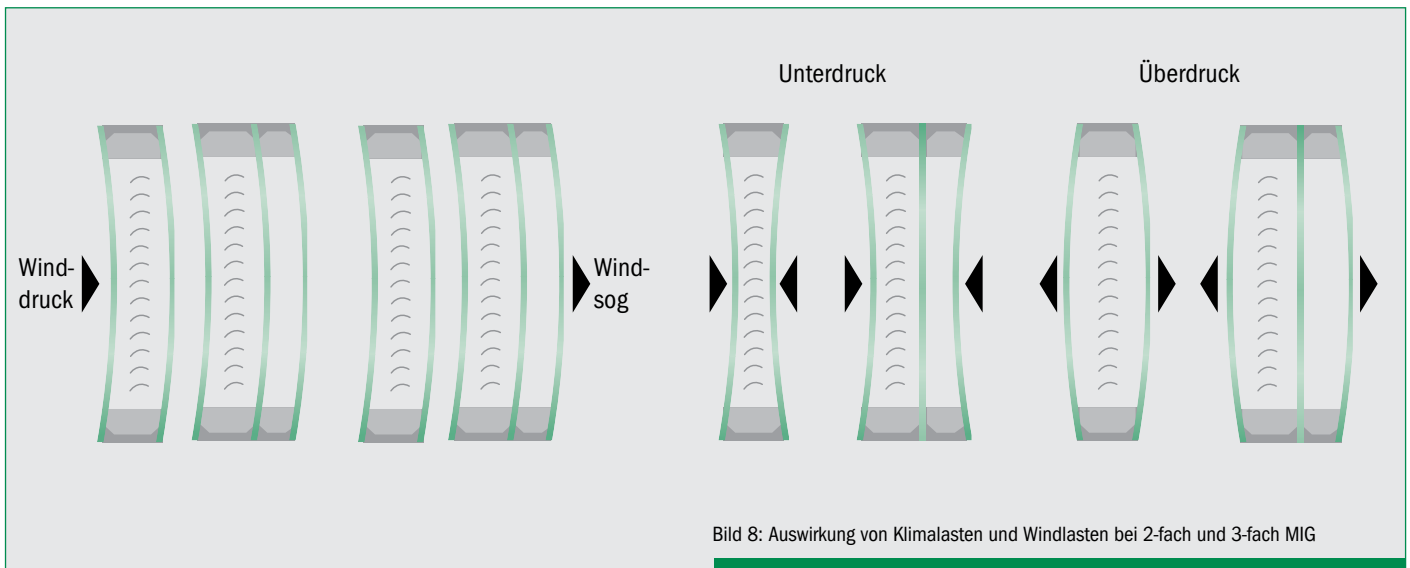 Unterdruck
Überdruck
Wind-
druck
Wind-
sog
Bild 8: Auswirkung von Klimalasten und Windlasten bei 2-fach und 3-fach MIG